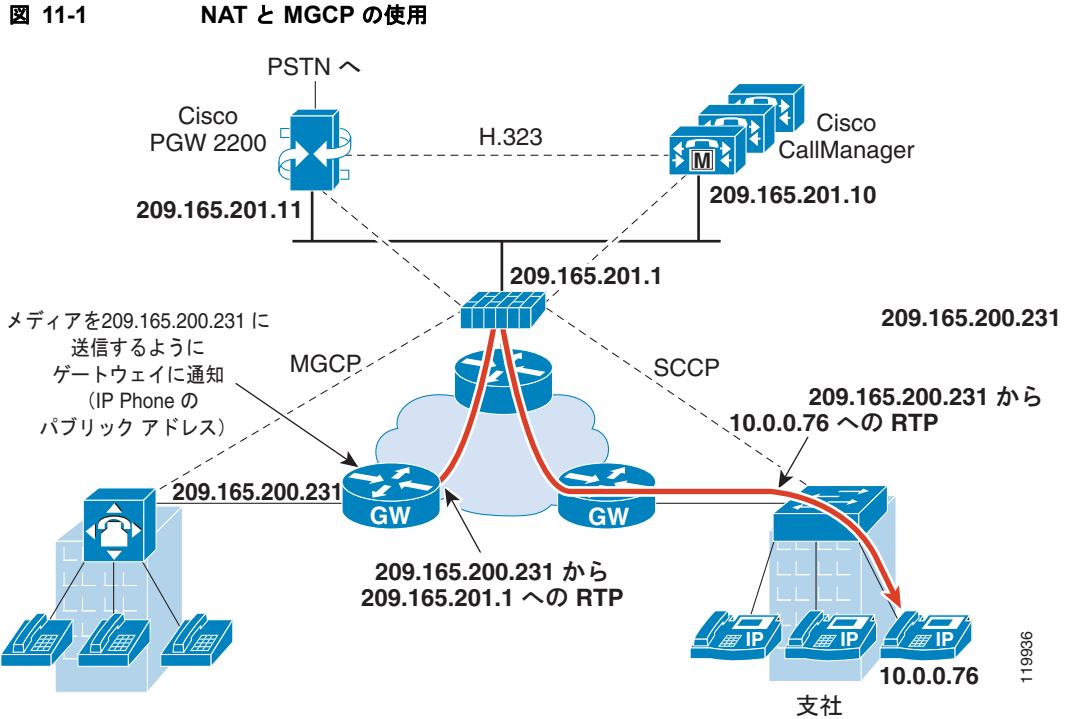 図 11-1 NAT と MGCP の使用
PSTN へ
Cisco
PGW 2200
H.323
Cisco
CallManager
M
209.165.201.11
209.165.201.10
209.165.201.1
メディアを209.165.200.231 に
送信するように
ゲートウェイに通知
（IP Phone の
パブリック アドレス）
MGCP
SCCP
209.165.200.231
209.165.200.231 から
10.0.0.76 への RTP
209.165.200.231
GW
GW
209.165.200.231 から
209.165.201.1 への RTP
IP
IP
IP
10.0.0.76
支社
119936